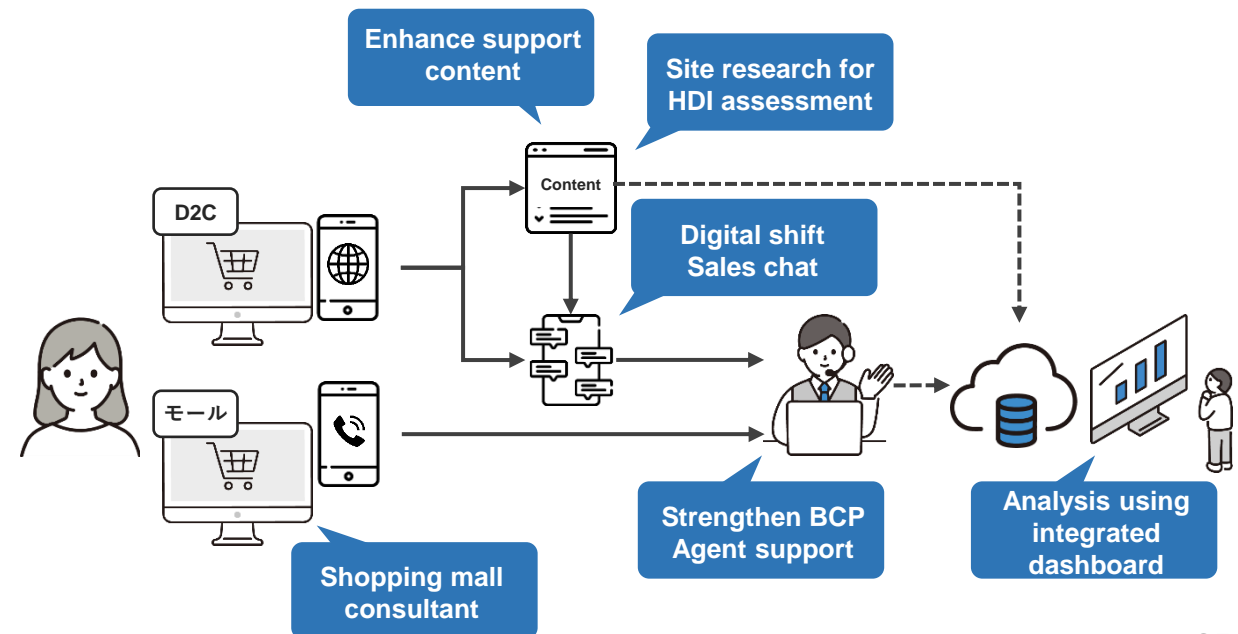 Enhance support
content
Site research for
HDI assessment
Content
D2C
Digital shift
Sales chat
モール
Strengthen BCP
Agent support
Analysis using
integrated
dashboard
Shopping mall
consultant